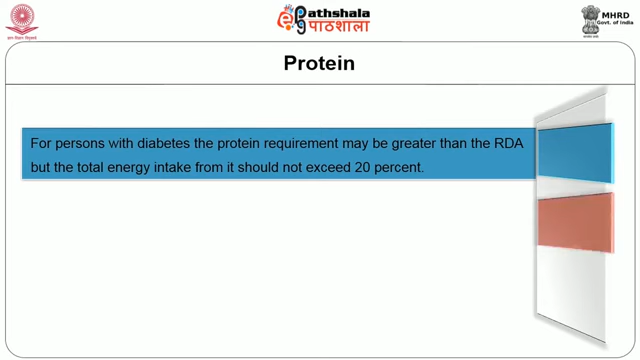 ePathshala
पाठशाला
MHRD
Govt. of India
Protein
For persons with diabetes the protein requirement may be greater than the RDA
but the total energy intake from it should not exceed 20 percent.